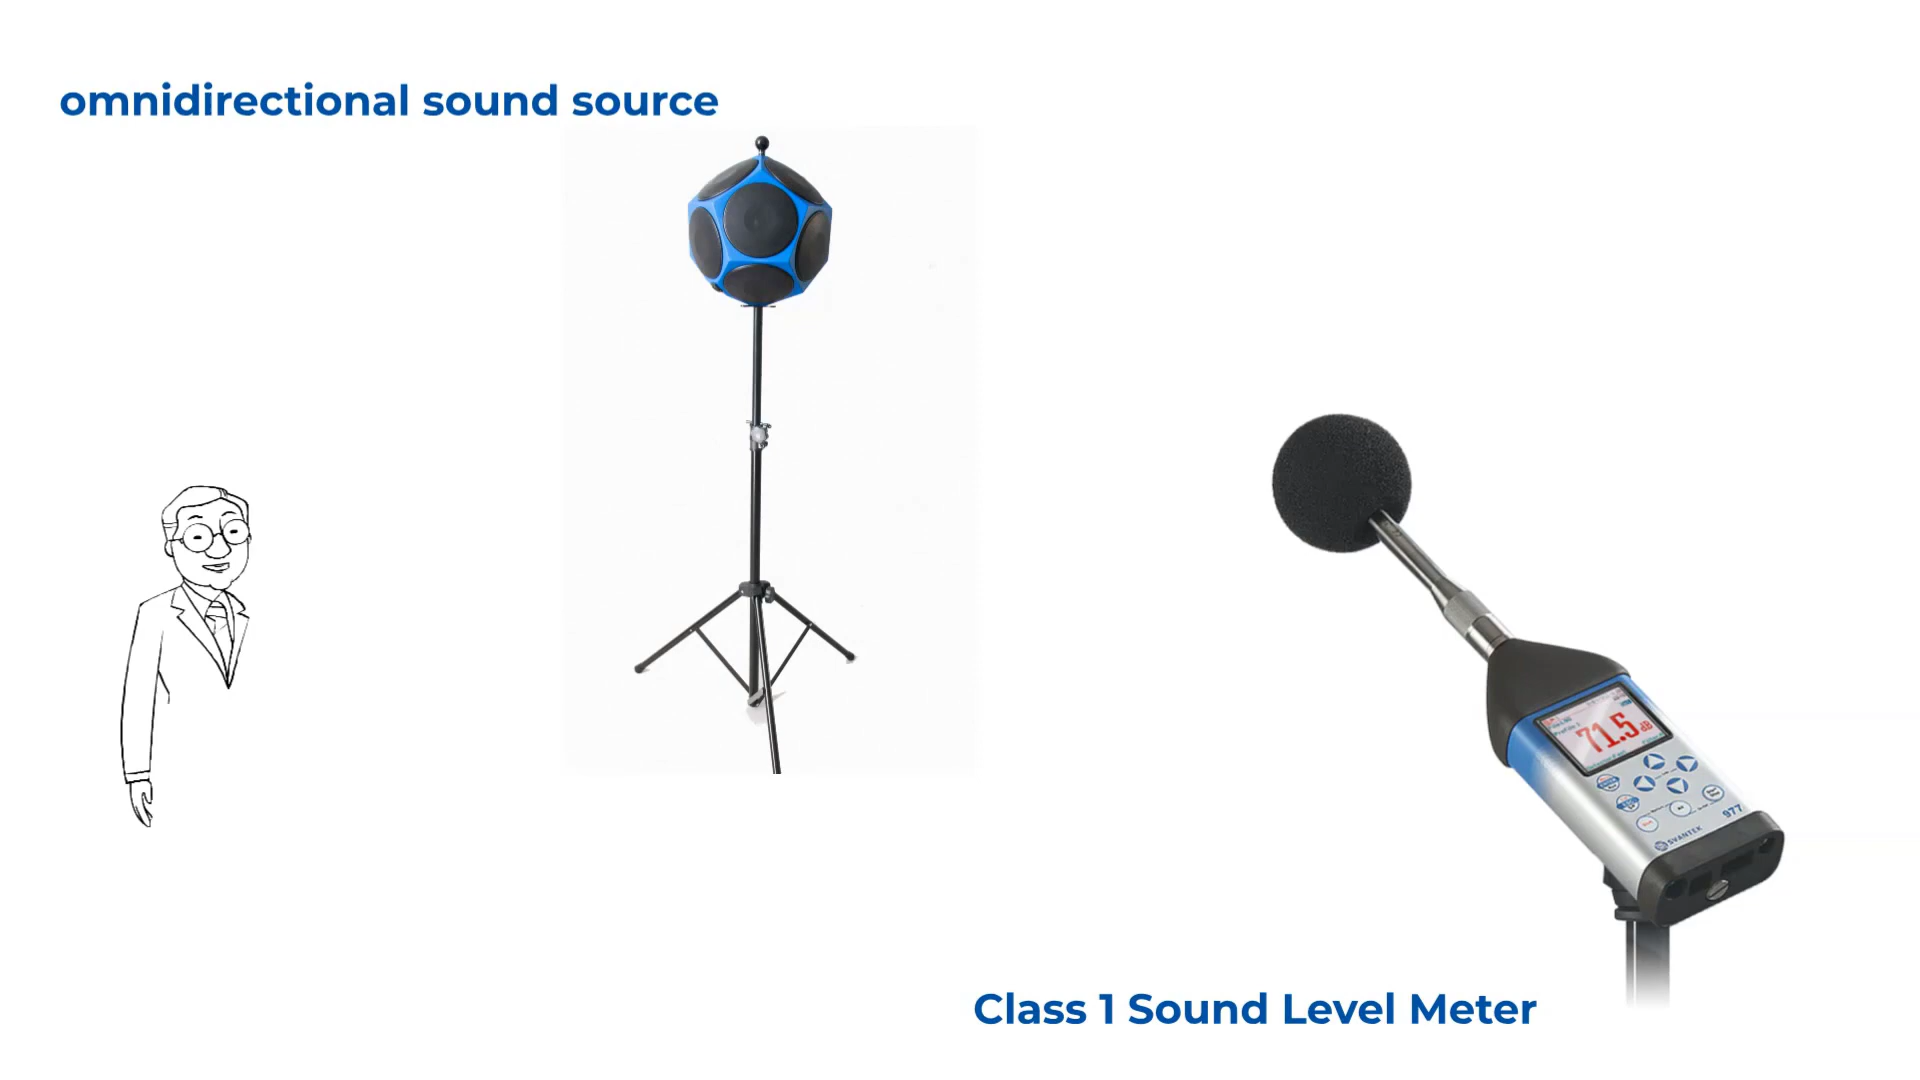 omnidirectional sound source
71.5 dB
977
SVANTEK
Class 1 Sound Level Meter